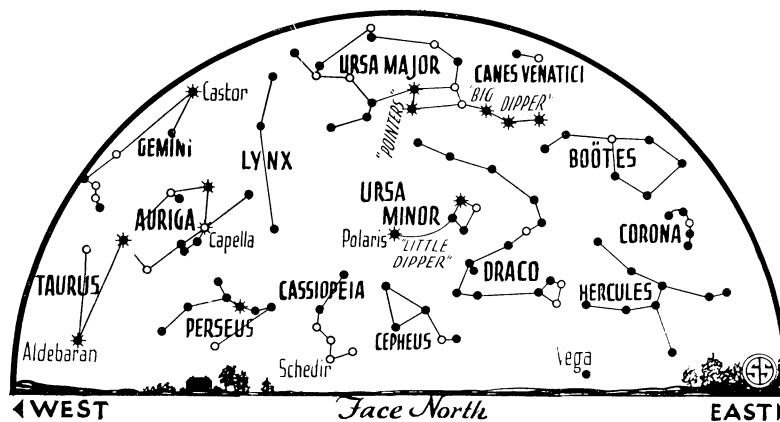 URSA MAJOR
CANES VENATICI
"BIG DIPPER"
Castor
"POINTERS"
GEMINI
LYNX
BOÖTES
URSA
MINOR
AURIGA
Capella
Polaris
"LITTLE
DIPPER"
CORONA
DRACO
TAURUS
CASSIOPEIA
HERCULES
PERSEUS
CEPHEUS
Aldebaran
Schedir
Vega
WEST
Face North
EAST